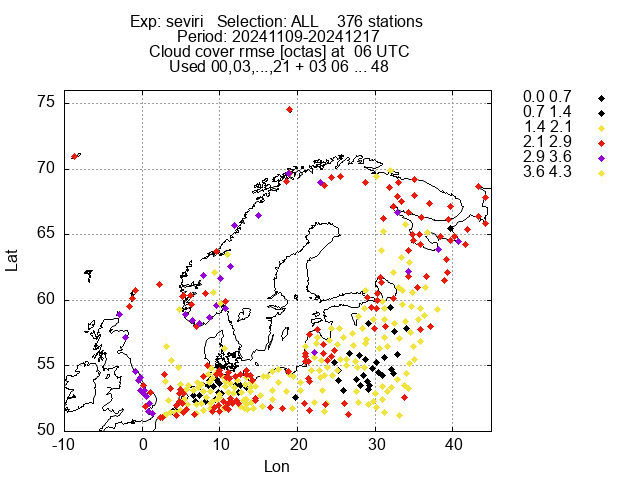 Exp: seviri Selection: ALL 376 stations
Period: 20241109-20241217
Cloud cover rmse [octas] at 06 UTC
Used 00,03,...,21 + 03 06 ... 48
75
70
65
60
55
50
Lat
-10 0 10 20 30 40
Lon
0.0 0.7
0.7 1.4
1.4 2.1
2.1 2.9
2.9 3.6
3.6 4.3